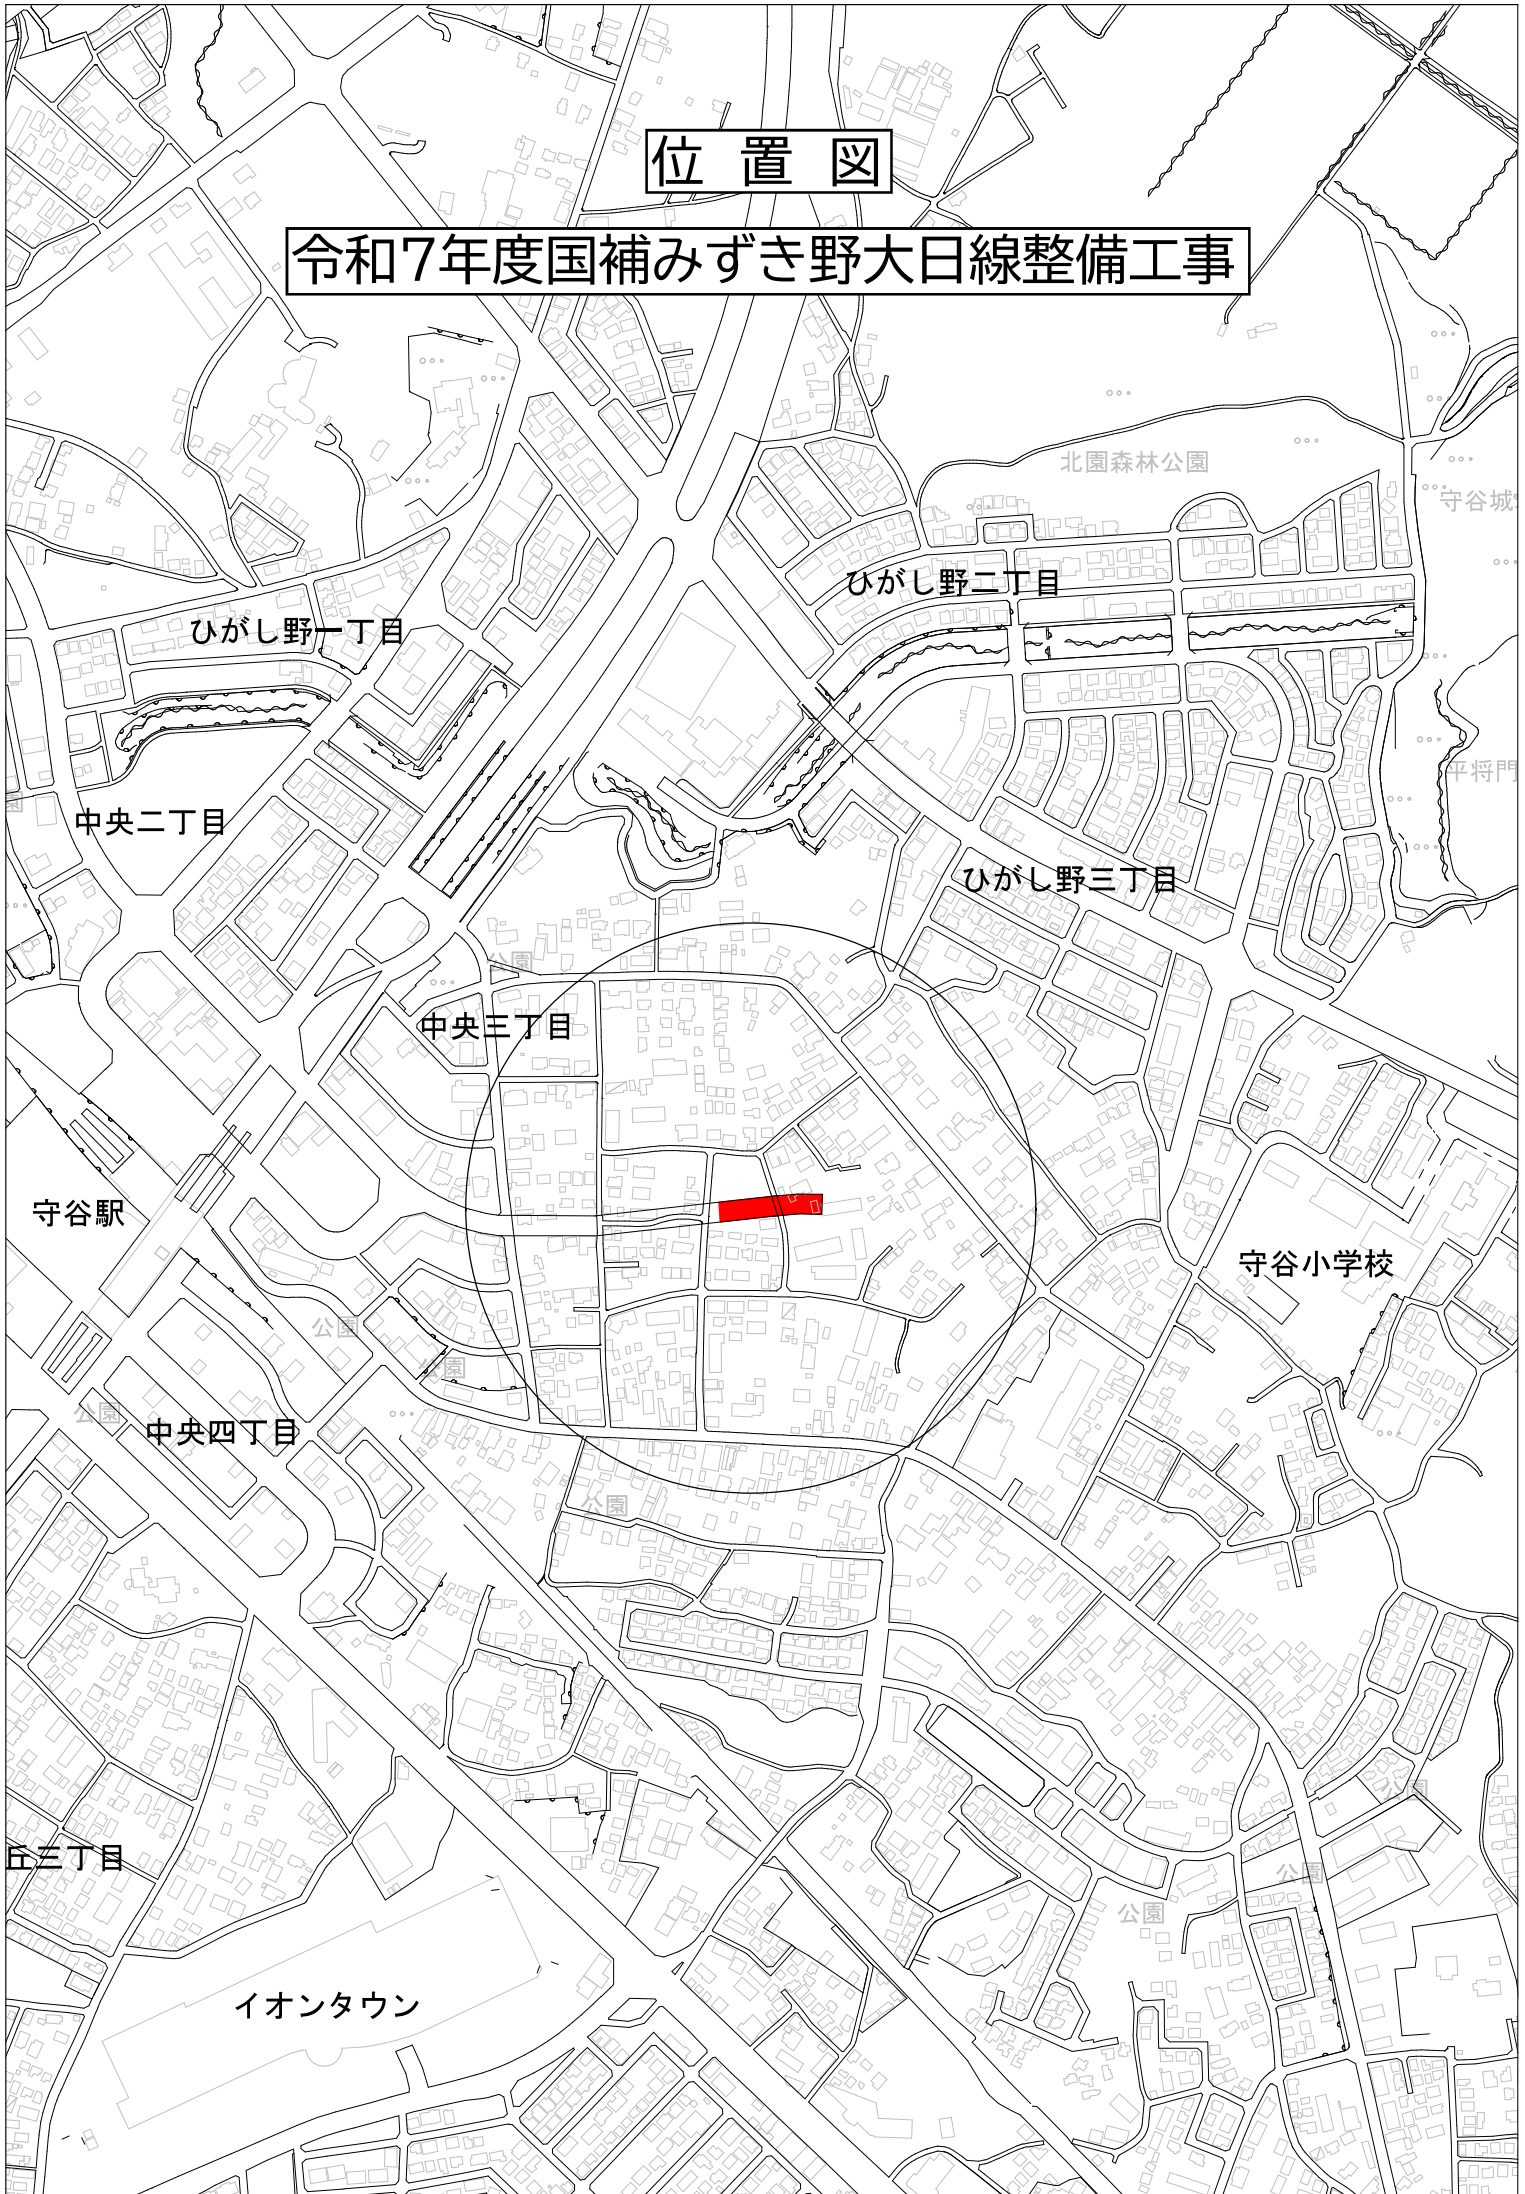 位置図
令和7年度国補みずき野大日線整備工事
北園森林公園
守谷城
ひがし野二丁目
ひがし野一丁目
平将門
園
中央二丁目
ひがし野三丁目
公園
中央三丁目
守谷駅
守谷小学校
公園
公園
公園
中央四丁目
公園
公園
丘三丁目
公園
公園
イオンタウン